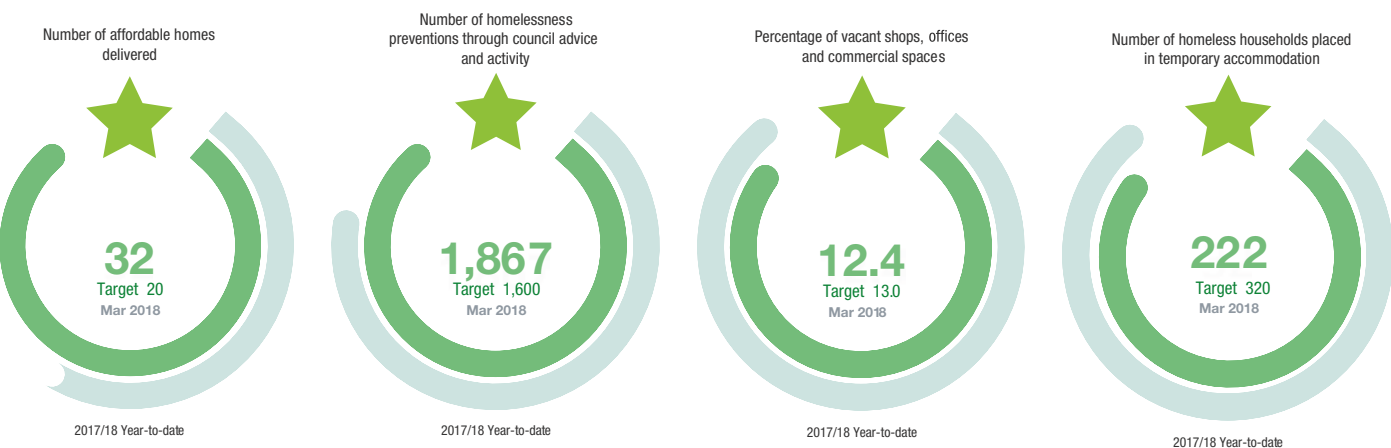 Number of affordable homes
delivered
32
Target 20
Mar 2018
2017/18 Year-to-date
Number of homelessness
preventions through council advice
and activity
1,867
Target 1,600
Mar 2018
2017/18 Year-to-date
Percentage of vacant shops, offices
and commercial spaces
12.4
Target 13.0
Mar 2018
2017/18 Year-to-date
Number of homeless households placed
in temporary accommodation
222
Target 320
Mar 2018
2017/18 Year-to-date